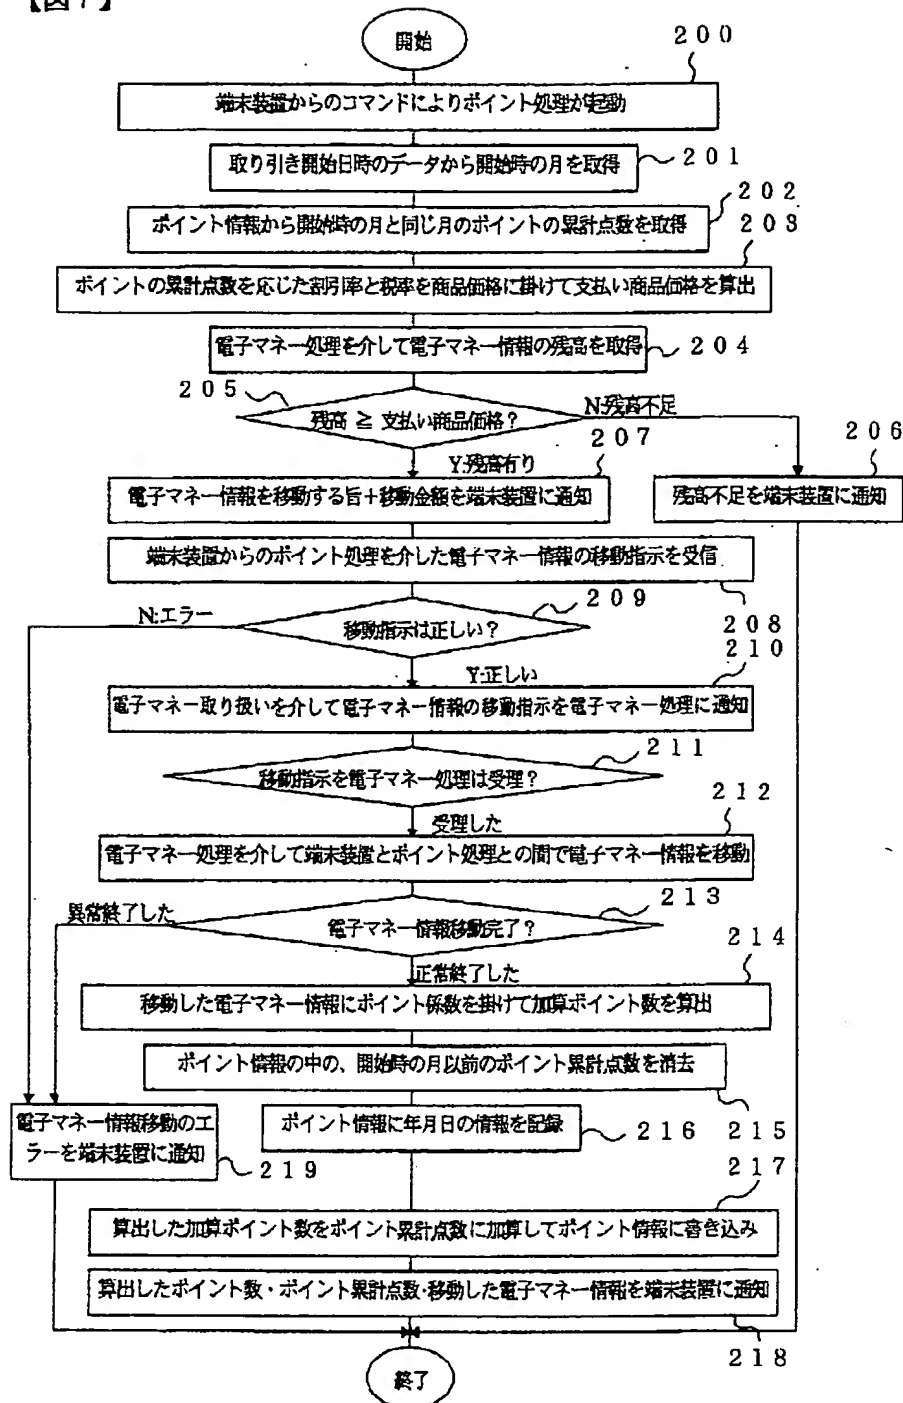 【図7】
開始
200
端末装置からのコマンドによりポイント処理が起動
取り引き開始日時のデータから開始時の月を取得
201
202
ポイント情報から開始時の月と同じ月のポイントの累計点数を取得
203
ポイントの累計点数を応じた割引率と税率を商品価格に掛けて支払い商品価格を算出
電子マネー処理を介して電子マネー情報の残高を取得
204
205
残高 ≧ 支払い商品価格?
N:残高不足
207
206
Y:残高有り
電子マネー情報を移動する旨+移動金額を端末装置に通知
残高不足を端末装置に通知
端末装置からのポイント処理を介した電子マネー情報の移動指示を受信
209
N:エラー
移動指示は正しい?
208
210
Y:正しい
電子マネー取り扱いを介して電子マネー情報の移動指示を電子マネー処理に通知
211
移動指示を電子マネー処理は受理?
212
受理した
電子マネー処理を介して端末装置とポイント処理との間で電子マネー情報を移動
213
異常終了した
電子マネー情報移動完了?
214
正常終了した
移動した電子マネー情報にポイント係数を掛けて加算ポイント数を算出
ポイント情報の中の、開始時の月以前のポイント累計点数を消去
電子マネー情報移動のエ
ラーを端末装置に通知
219
ポイント情報に年月日の情報を記録
216
215
217
算出した加算ポイント数をポイント累計点数に加算してポイント情報に書き込み
算出したポイント数・ポイント累計点数・移動した電子マネー情報を端末装置に通知
218
終了